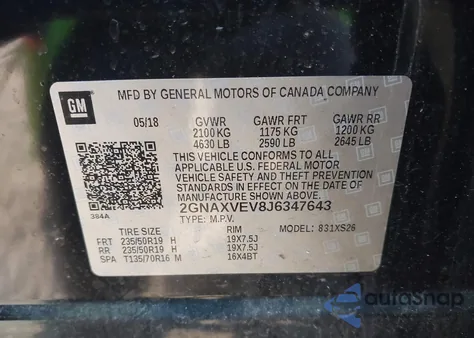 GM
MFD BY GENERAL MOTORS OF CANADA COMPANY
05/18 GVWR GAWR FRT GAWR RR
2100 KG 1175 KG 1200 KG
4630 LB 2590 LB 2645 LB
THIS VEHICLE CONFORMS TO ALL
APPLICABLE U.S. FEDERAL MOTOR
VEHICLE SAFETY AND THEFT PREVENTION
STANDARDS IN EFFECT ON THE DATE OF
MANUFACTURE SHOWN ABOVE.
384A 2GNAXVEV8J6347643
TYPE: M.P.V. MODEL: 831XS26
TIRE SIZE RIM
FRT 235/50R19 H 19X7.5J
RR 235/50R19 H 19X7.5J
SPA T135/70R16 M 16X4BT
autosnap